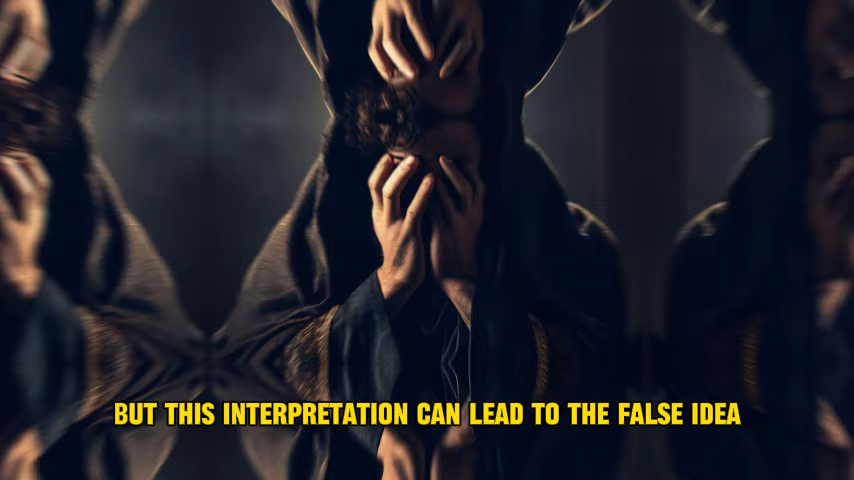 BUT THIS INTERPRETATION CAN LEAD TO THE FALSE IDEA